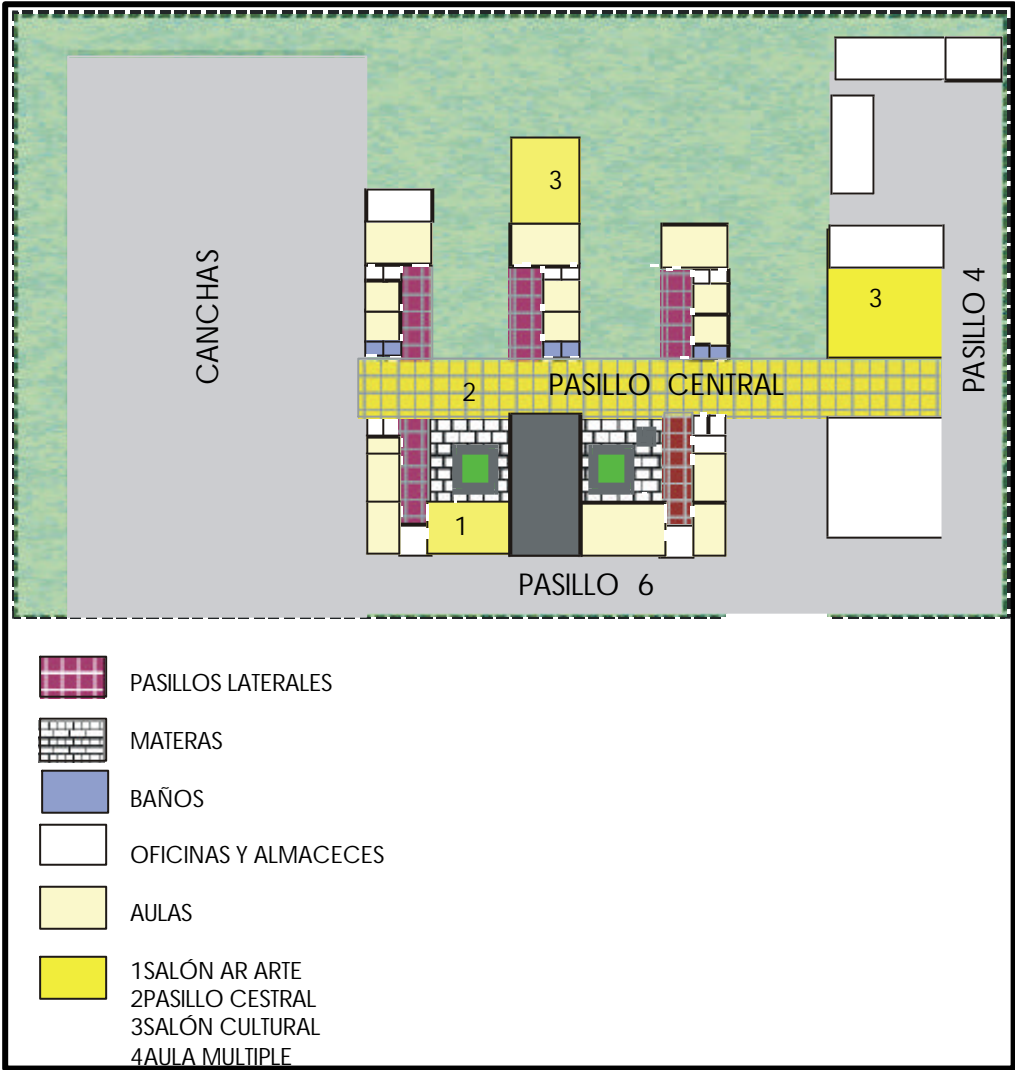 3
CANCHAS
3
PASILLO 4
2
PASILLO CENTRAL
1
PASILLO 6
PASILLOS LATERALES
MATERAS
BAÑOS
OFICINAS Y ALMACECES
AULAS
1SALÓN AR ARTE
2PASILLO CESTRAL
3SALÓN CULTURAL
4AULA MULTIPLE